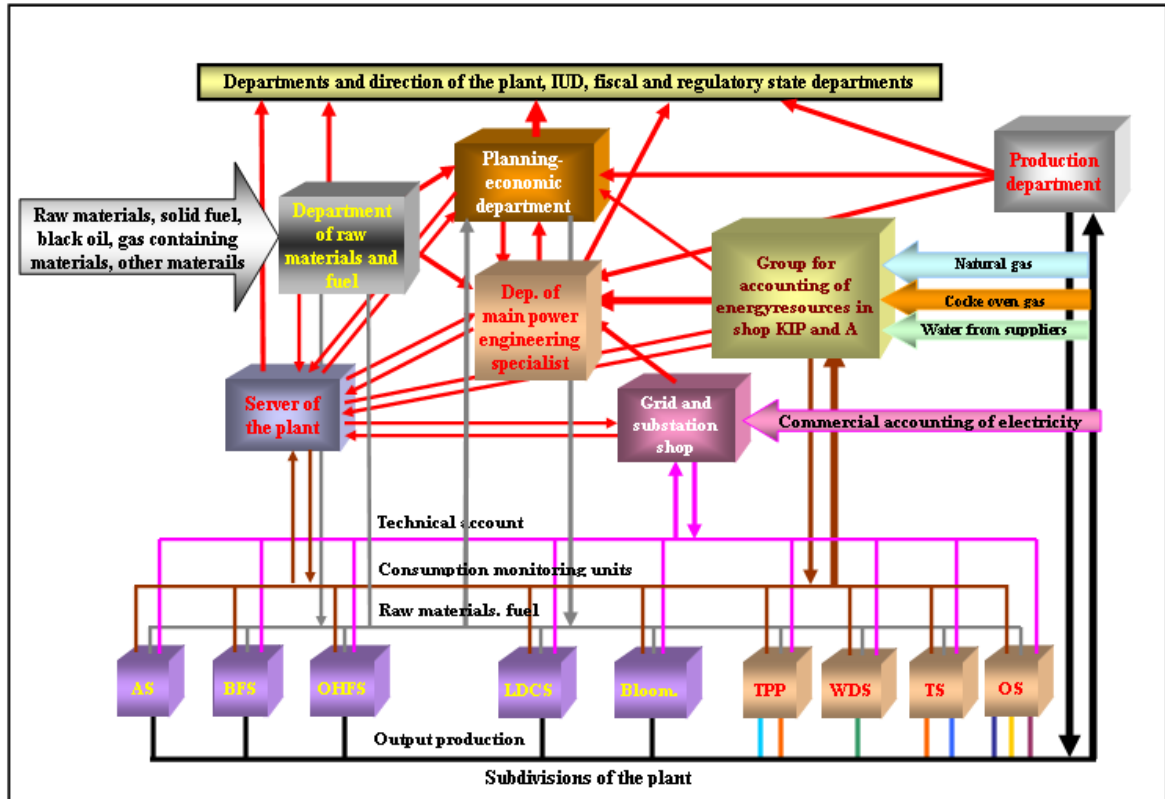 Departments and direction of the plant, IUD, fiscal and regulatory state departments
Planning-
economic
department
Production
department
Raw materials, solid fuel,
black oil, gas containing
materials, other materails
Department
of raw
materials and
fuel
Group for
accounting of
energyresources in
shop KIP and A
Natural gas
Cocke oven gas
Water from suppliers
Dep. of
main power
engineering
specialist
Server of
the plant
Grid and
substation
shop
Commercial accounting of electricity
Technical account
Consumption monitoring units
Raw materials. fuel
AS
BFS
OHFS
LDCS
Bloom.
TPP
WDS
TS
OS
Output production
Subdivisions of the plant